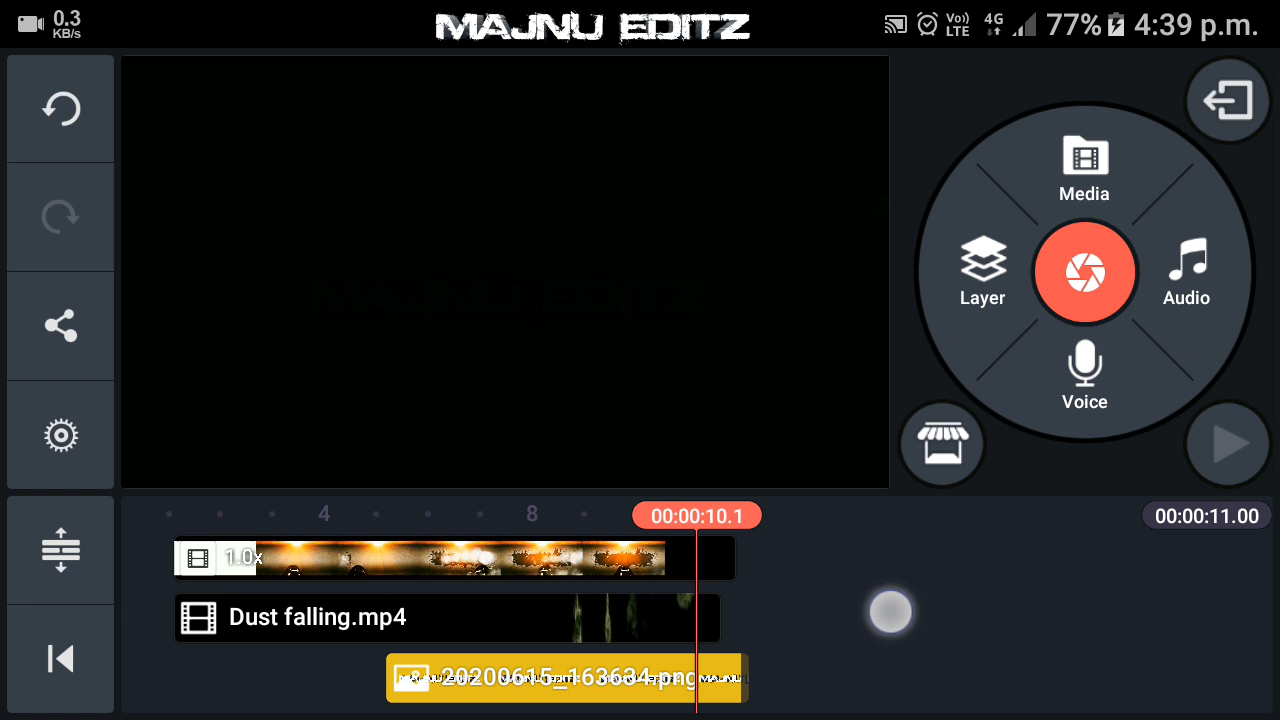 0.3
KB/s
MAJNU EDITZ
Vo))
LTE
4G
77%
4:39 p.m.
Media
Layer
Audio
Voice
4
8
00:00:10.1
00:00:11.00
1.0x
Dust falling.mp4
20200615_163634.png
MAJNU